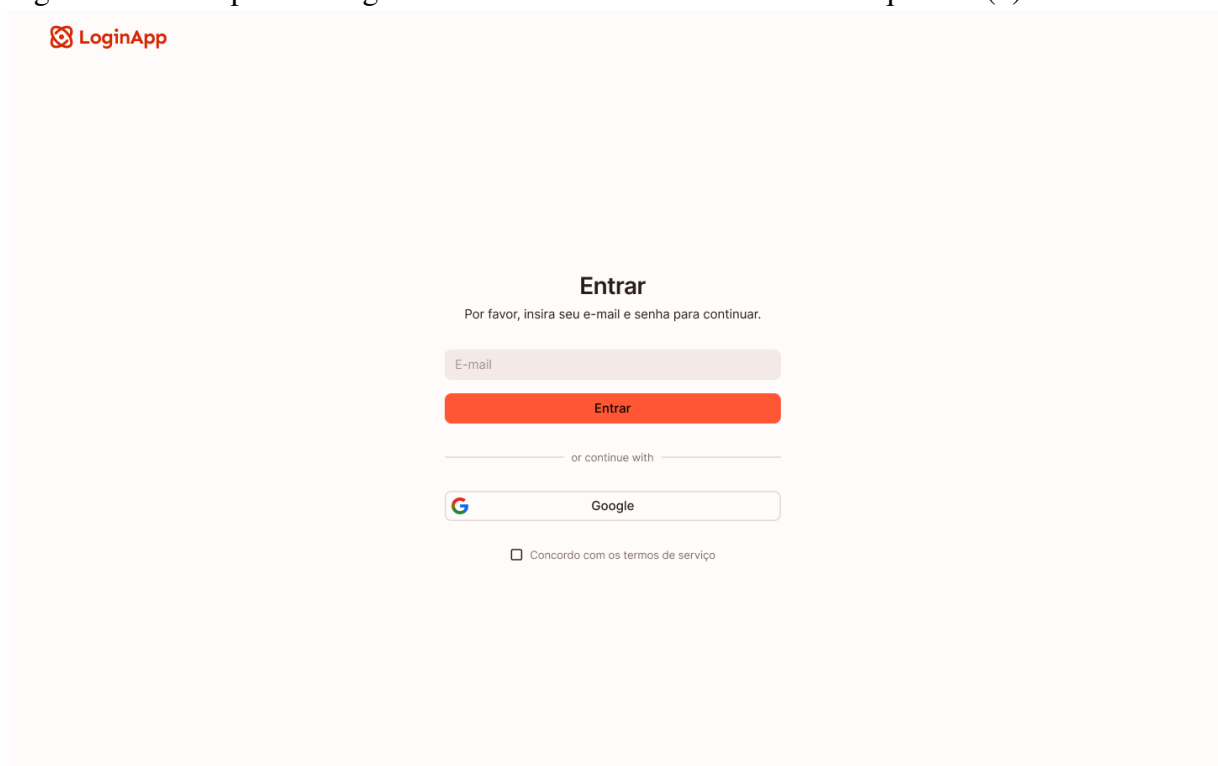 LoginApp
Entrar
Por favor, insira seu e-mail e senha para continuar.
E-mail
Entrar
or continue with
Google
Concordo com os termos de serviço